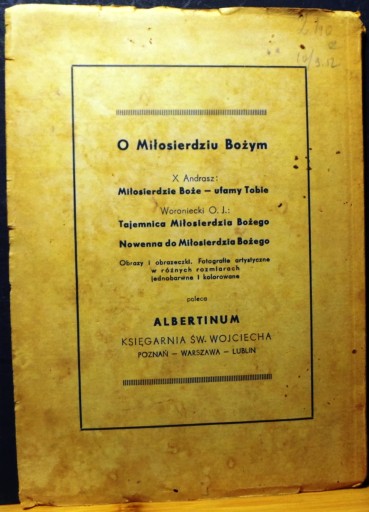 O Miłosierdziu Bożym
X Andrasz:
Miłosierdzie Boże — ufamy Tobie
Woroniecki O. J.:
Tajemnica Miłosierdzia Bożego
Nowenna do Miłosierdzia Bożego
Obrazy i obrazeczki. Fotografie artystyczne
w różnych rozmiarach
jednobarwne i kolorowane
poleca
ALBERTINUM
KSIĘGARNIA ŚW. WOJCIECHA
POZNAŃ — WARSZAWA — LUBLIN